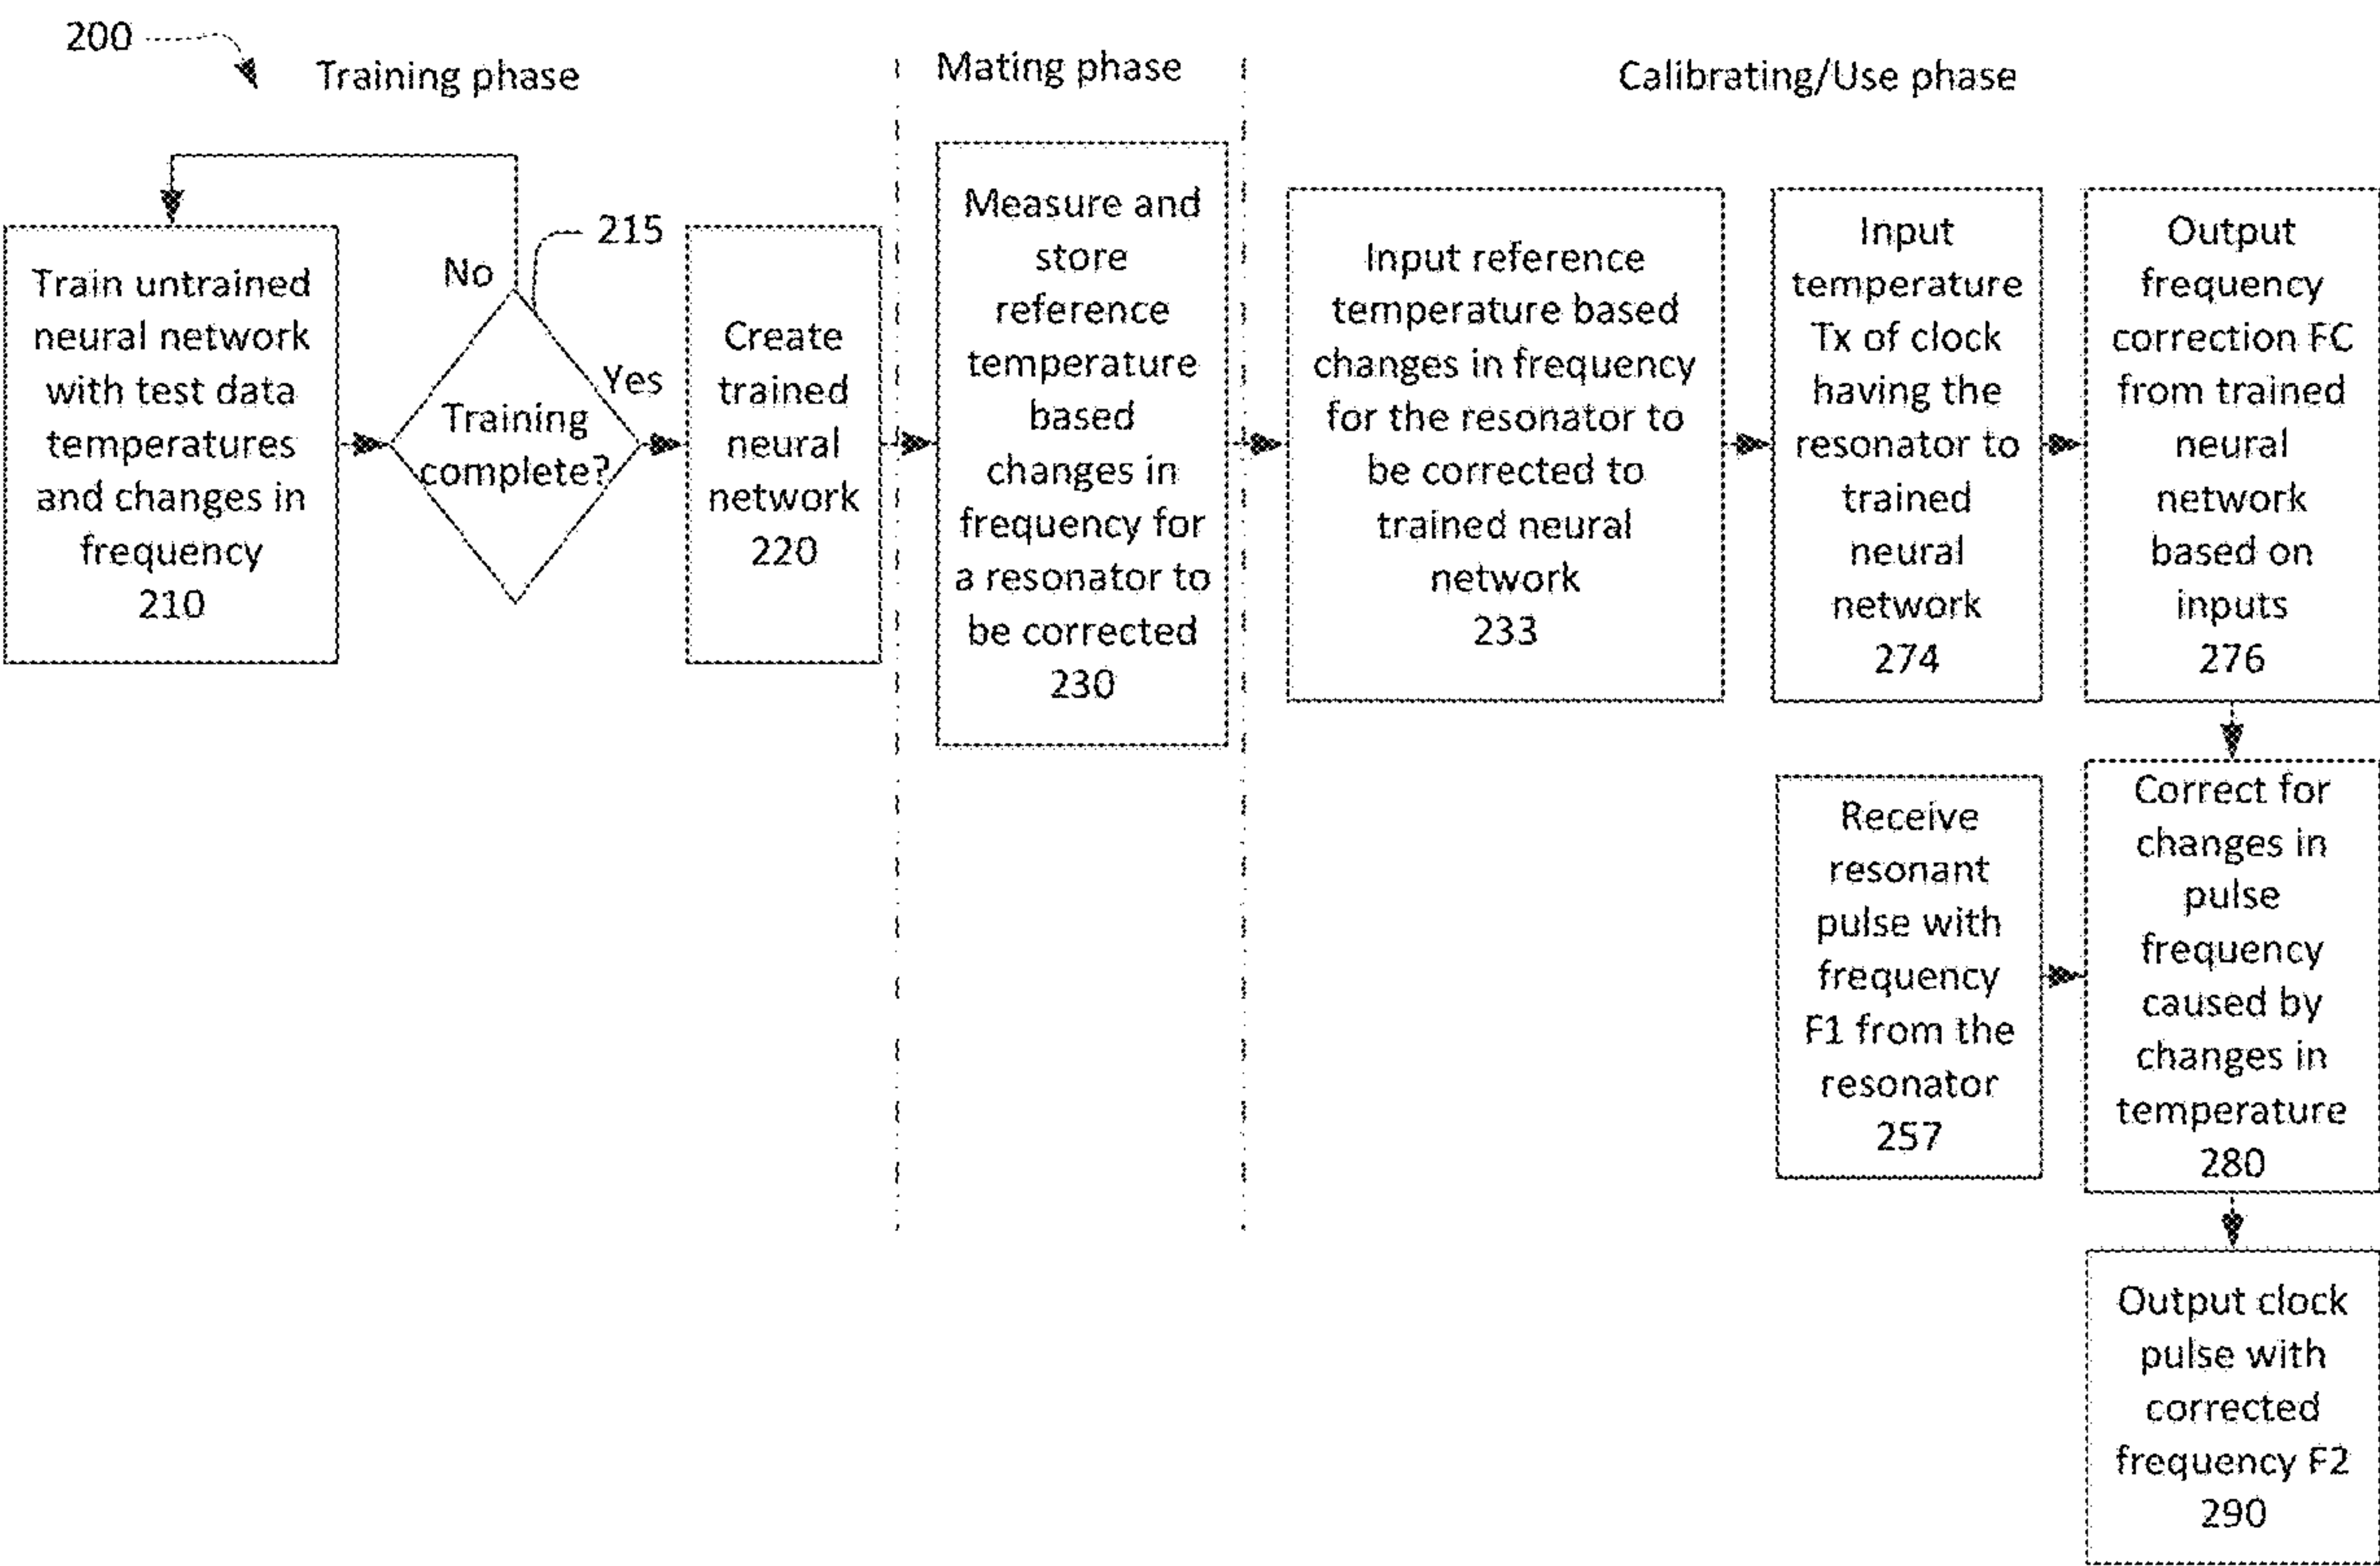 200
Training phase
Mating phase
Calibrating/Use phase
Train untrained
neural network
with test data
temperatures
and changes in
frequency
210
No
215
Yes
Training
complete?
Create
trained
neural
network
220
Measure and
store
reference
temperature
based
changes in
frequency for
a resonator to
be corrected
230
Input reference
temperature based
changes in frequency
for the resonator to
be corrected to
trained neural
network
233
Input
temperature
Tx of clock
having the
resonator to
trained
neural
network
274
Output
frequency
correction FC
from trained
neural
network
based on
inputs
276
Receive
resonant
pulse with
frequency
F1 from the
resonator
257
Correct for
changes in
pulse
frequency
caused by
changes in
temperature
280
Output clock
pulse with
corrected
frequency F2
290